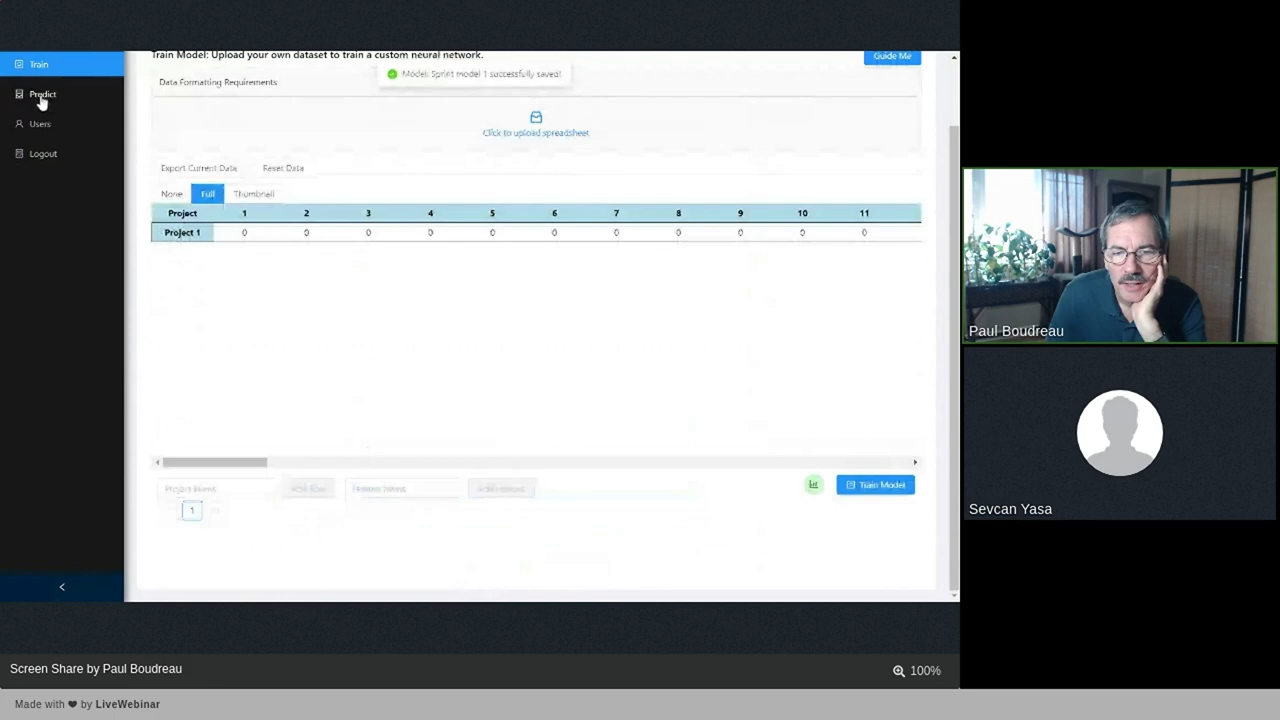 Train Model: Upload your own dataset to train a custom neural network.
Guide Me
Train
Model: Sprint model 1 successfully saved!
Data Formatting Requirements
Predict
Users
Click to upload spreadsheet
Logout
Export Current Data Reset Data
None Full Thumbnail
Project 1 2 3 4 5 6 7 8 9 10 11
Project 1 0 0 0 0 0 0 0 0 0 0 0
Project Name
Train Model
1
Paul Boudreau
Sevcan Yasa
Screen Share by Paul Boudreau
100%
Made with ❤ by LiveWebinar